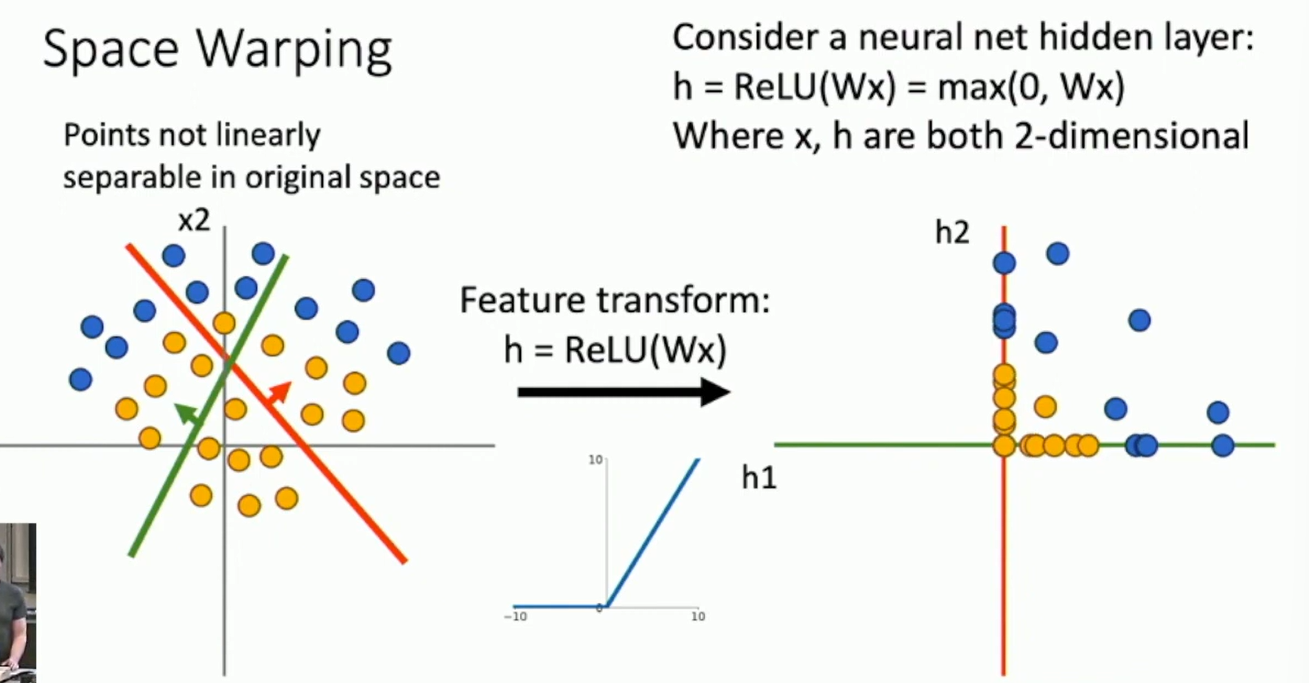 Space Warping
Consider a neural net hidden layer:
h = ReLU(Wx) = max(0, Wx)
Where x, h are both 2-dimensional
Points not linearly
separable in original space
x2
h2
Feature transform:
h = ReLU(Wx)
h1
10
-10
0
10